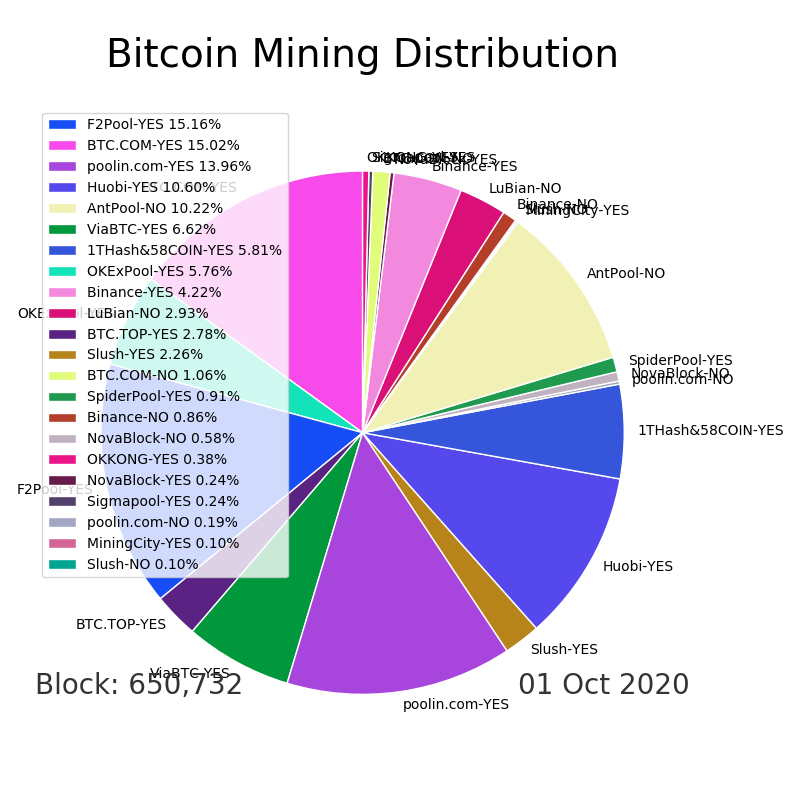 Bitcoin Mining Distribution
F2Pool-YES 15.16%
BTC.COM-YES 15.02%
poolin.com-YES 13.96%
Huobi-YES 10.60%
AntPool-NO 10.22%
ViaBTC-YES 6.62%
1THash&58COIN-YES 5.81%
OKExPool-YES 5.76%
Binance-YES 4.22%
LuBian-NO 2.93%
BTC.TOP-YES 2.78%
Slush-YES 2.26%
BTC.COM-NO 1.06%
SpiderPool-YES 0.91%
Binance-NO 0.86%
NovaBlock-NO 0.58%
OKKONG-YES 0.38%
NovaBlock-YES 0.24%
Sigmapool-YES 0.24%
poolin.com-NO 0.19%
MiningCity-YES 0.10%
Slush-NO 0.10%
Binance-YES
LuBian-NO
Binance-NO
Slush-NO
MiningCity-YES
AntPool-NO
SpiderPool-YES
NovaBlock-NO
poolin.com-NO
1THash&58COIN-YES
Huobi-YES
Slush-YES
poolin.com-YES
ViaBTC-YES
BTC.TOP-YES
F2Pool-YES
Block: 650,732
01 Oct 2020